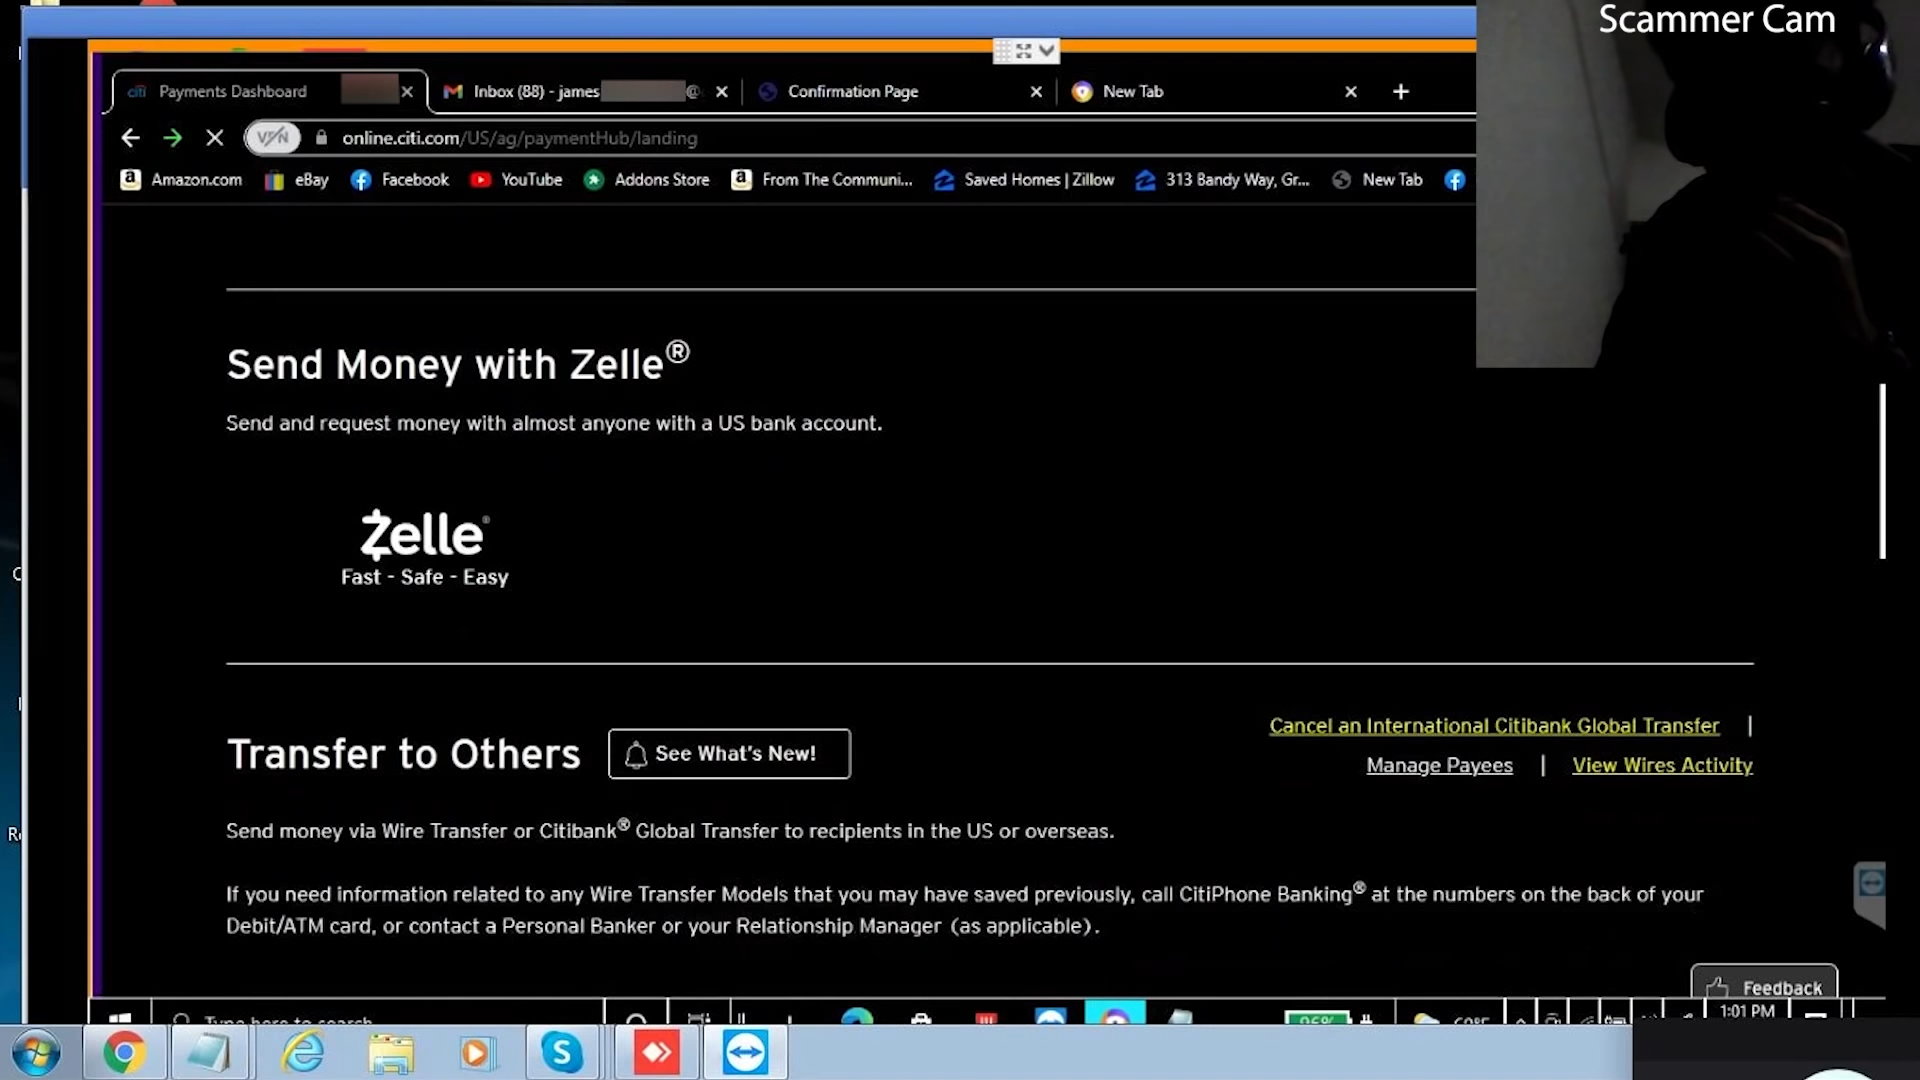 Scammer Cam
Payments Dashboard
Inbox (88) - james
@
Confirmation Page
New Tab
VPN
online.citi.com/US/ag/paymentHub/landing
Amazon.com
eBay
Facebook
YouTube
Addons Store
From The Communi...
Saved Homes | Zillow
313 Bandy Way, Gr...
New Tab
Send Money with Zelle®
Send and request money with almost anyone with a US bank account.
Zelle®
Fast - Safe - Easy
Transfer to Others
See What's New!
Cancel an International Citibank Global Transfer |
Manage Payees | View Wires Activity
Send money via Wire Transfer or Citibank® Global Transfer to recipients in the US or overseas.
If you need information related to any Wire Transfer Models that you may have saved previously, call CitiPhone Banking® at the numbers on the back of your
Debit/ATM card, or contact a Personal Banker or your Relationship Manager (as applicable).
Feedback
Type here to search
96%
1:01 PM